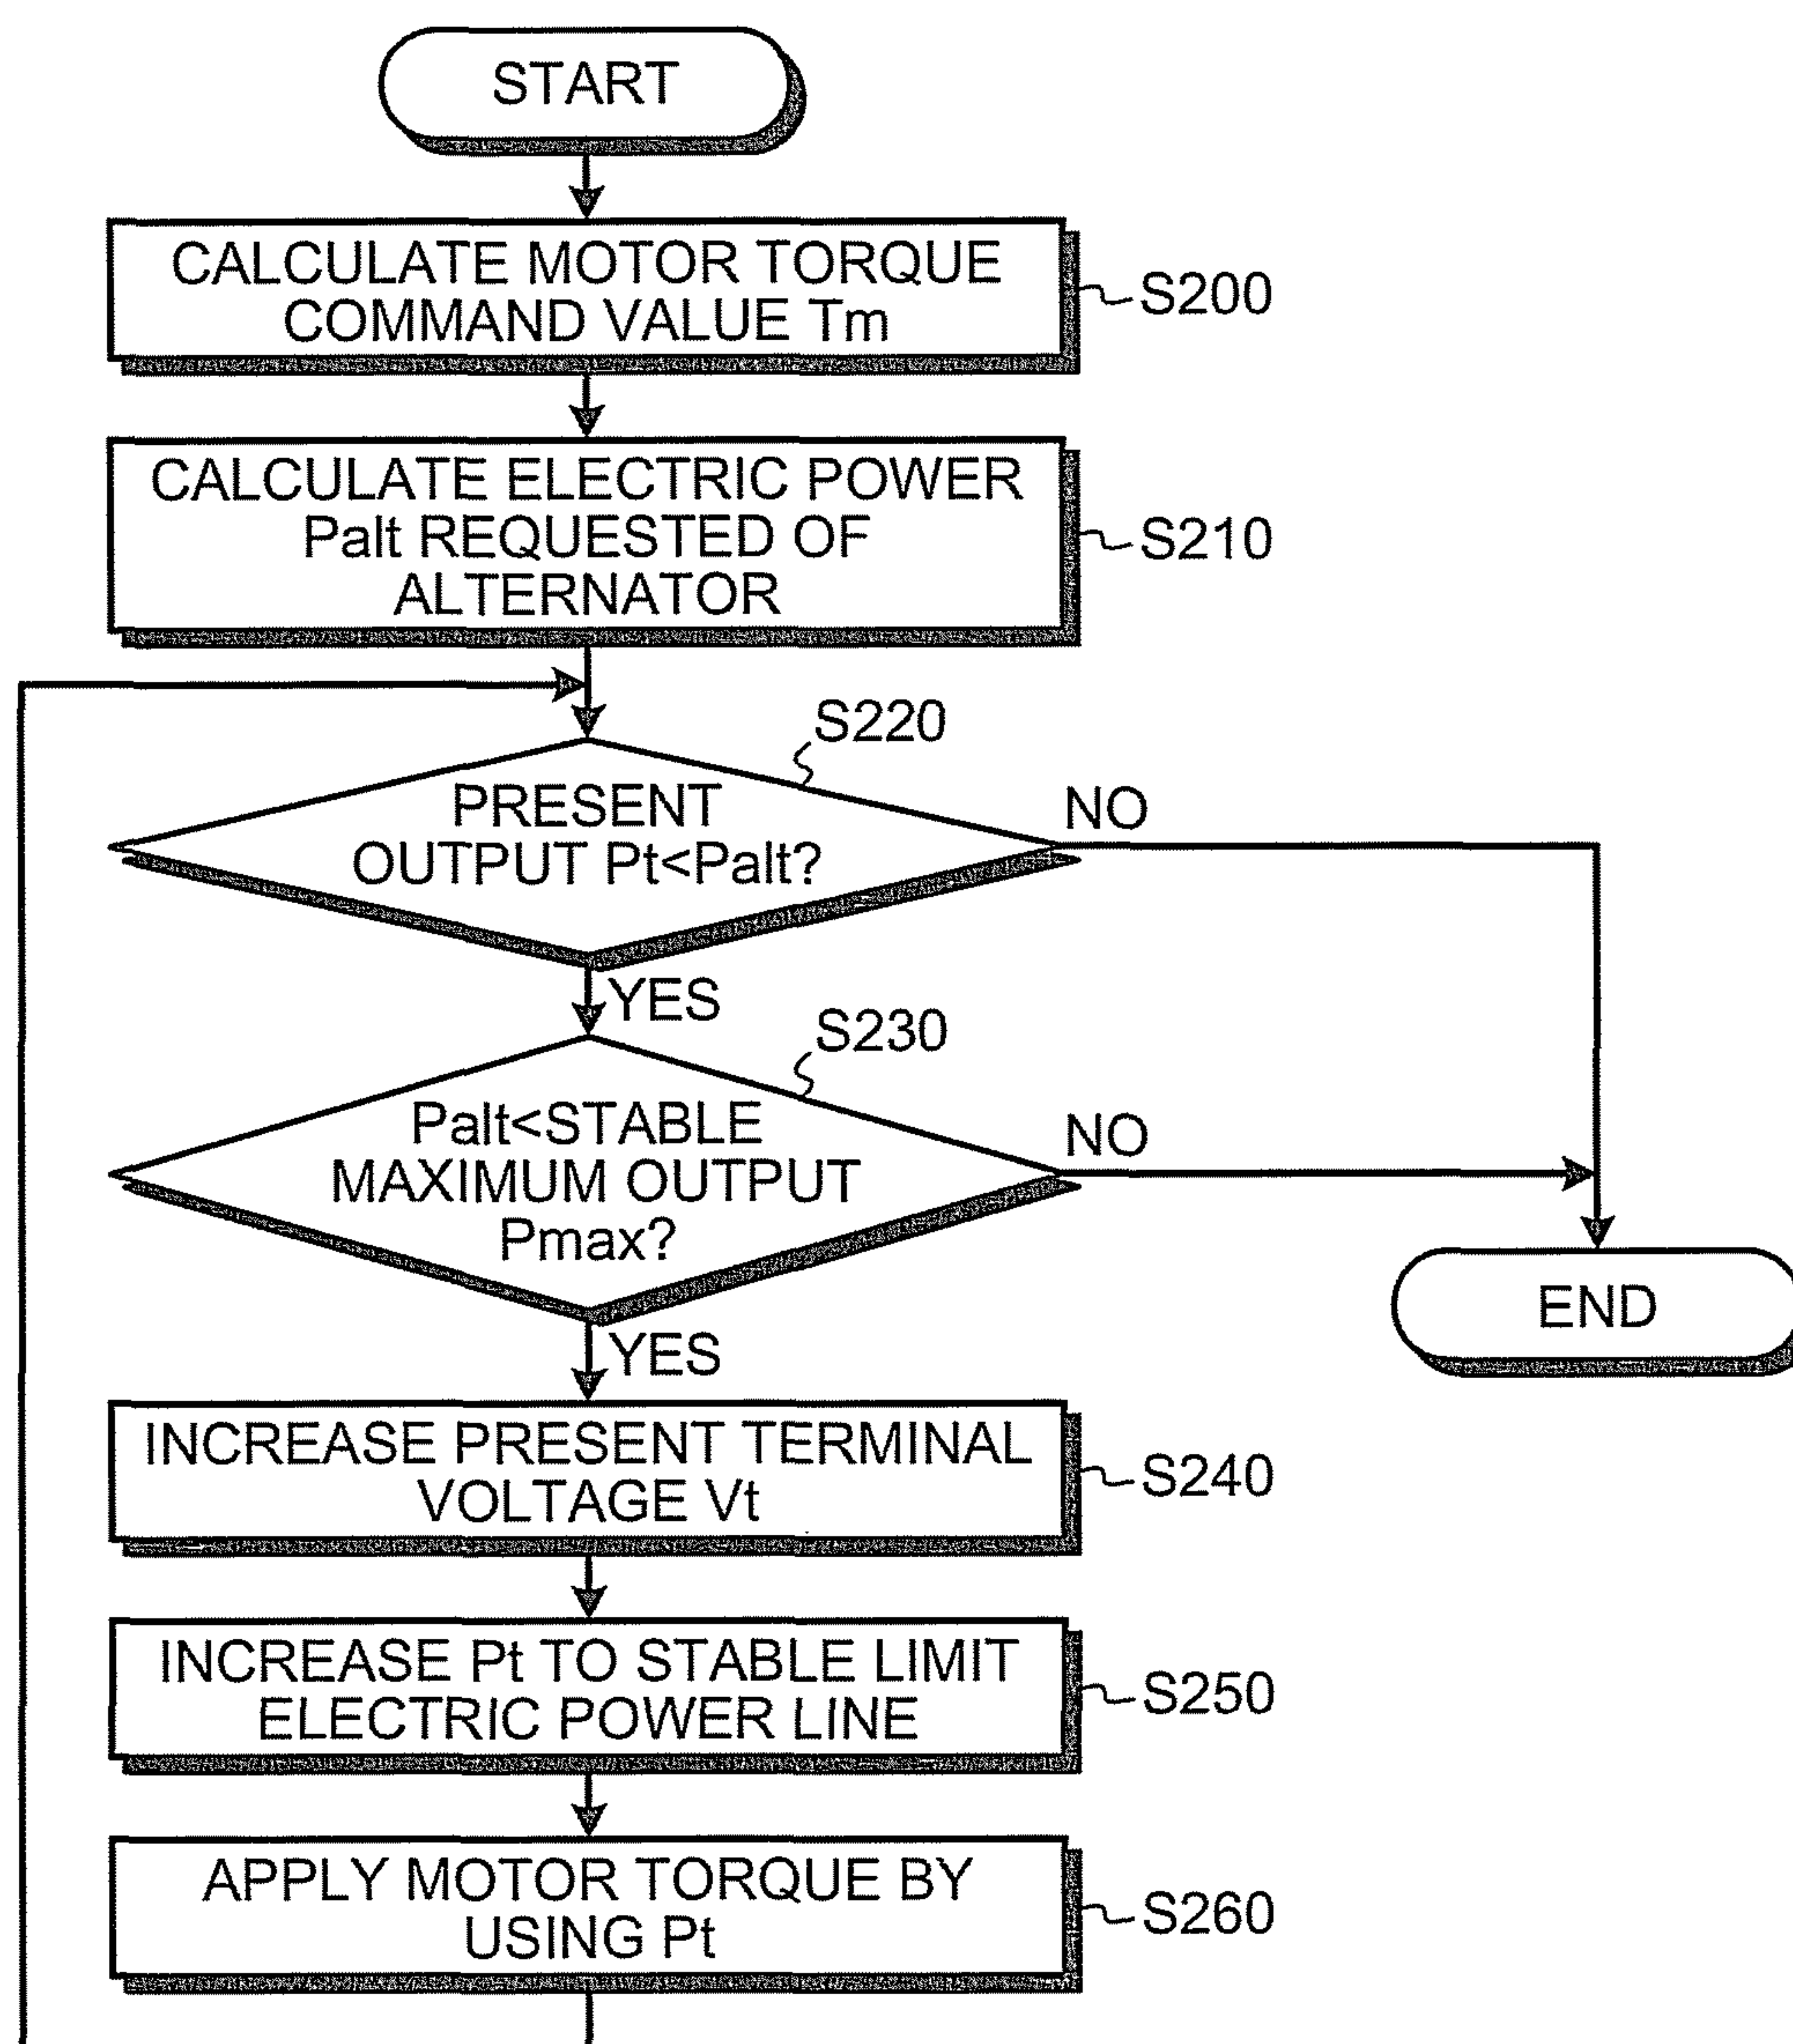 START
CALCULATE MOTOR TORQUE
COMMAND VALUE Tm
S200
CALCULATE ELECTRIC POWER
Palt REQUESTED OF
ALTERNATOR
S210
S220
PRESENT
OUTPUT Pt<Palt?
NO
YES
S230
Palt<STABLE
MAXIMUM OUTPUT
Pmax?
NO
END
YES
INCREASE PRESENT TERMINAL
VOLTAGE Vt
S240
INCREASE Pt TO STABLE LIMIT
ELECTRIC POWER LINE
S250
APPLY MOTOR TORQUE BY
USING Pt
S260